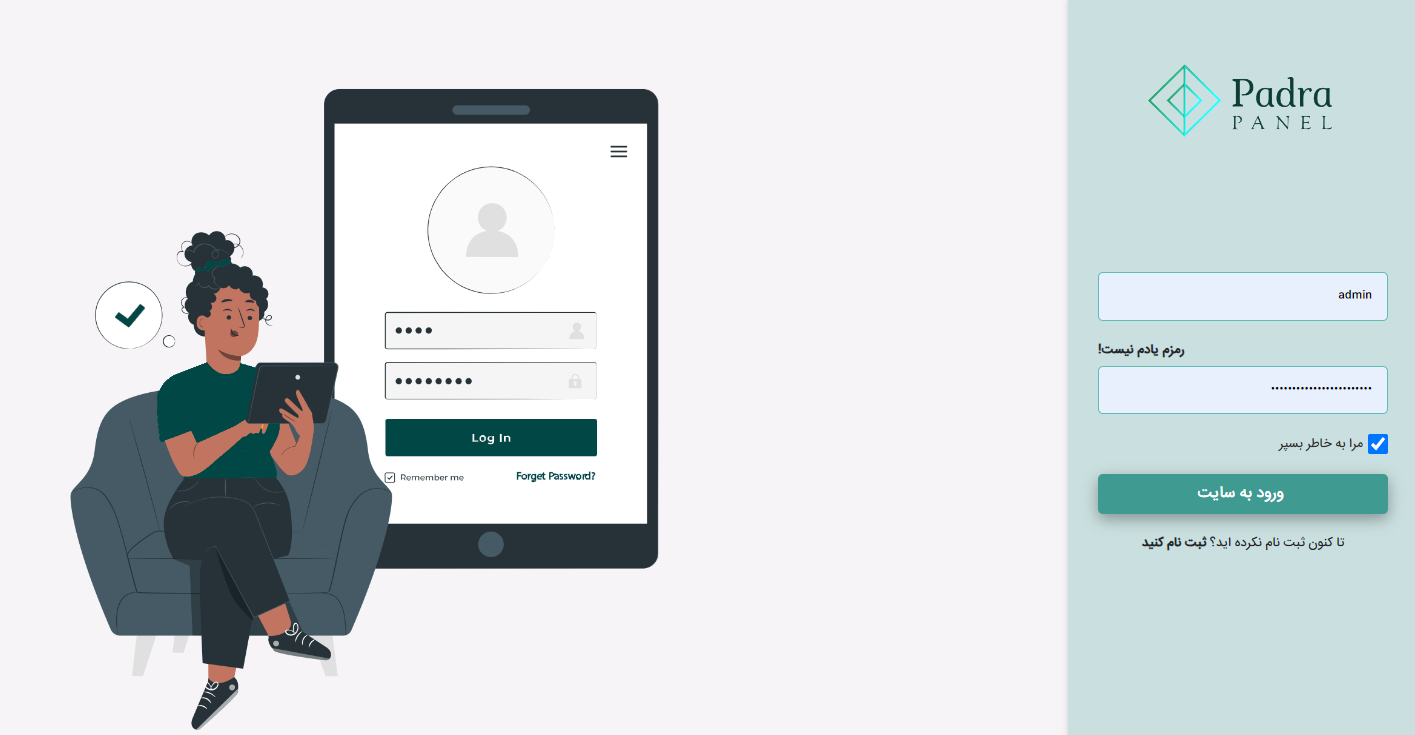 Padra
PANEL
admin
رمزم یادم نیست!
••••••••••••••••••••••••
مرا به خاطر بسپر
ورود به سایت
تا کنون ثبت نام نکرده اید؟ ثبت نام کنید
••••
••••••••
Log In
Remember me Forget Password?